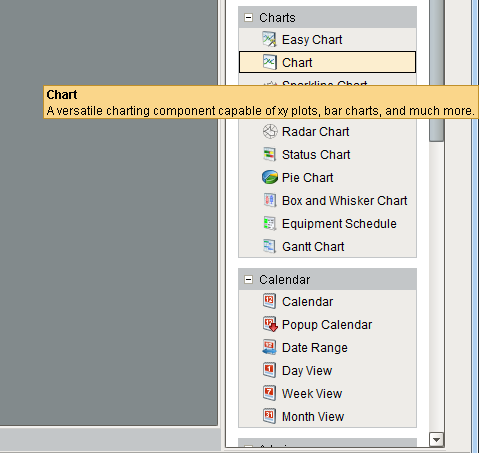 Charts
Easy Chart
Chart
Sparkline Chart
Chart
A versatile charting component capable of xy plots, bar charts, and much more.
Radar Chart
Status Chart
Pie Chart
Box and Whisker Chart
Equipment Schedule
Gantt Chart
Calendar
Calendar
Popup Calendar
Date Range
Day View
Week View
Month View